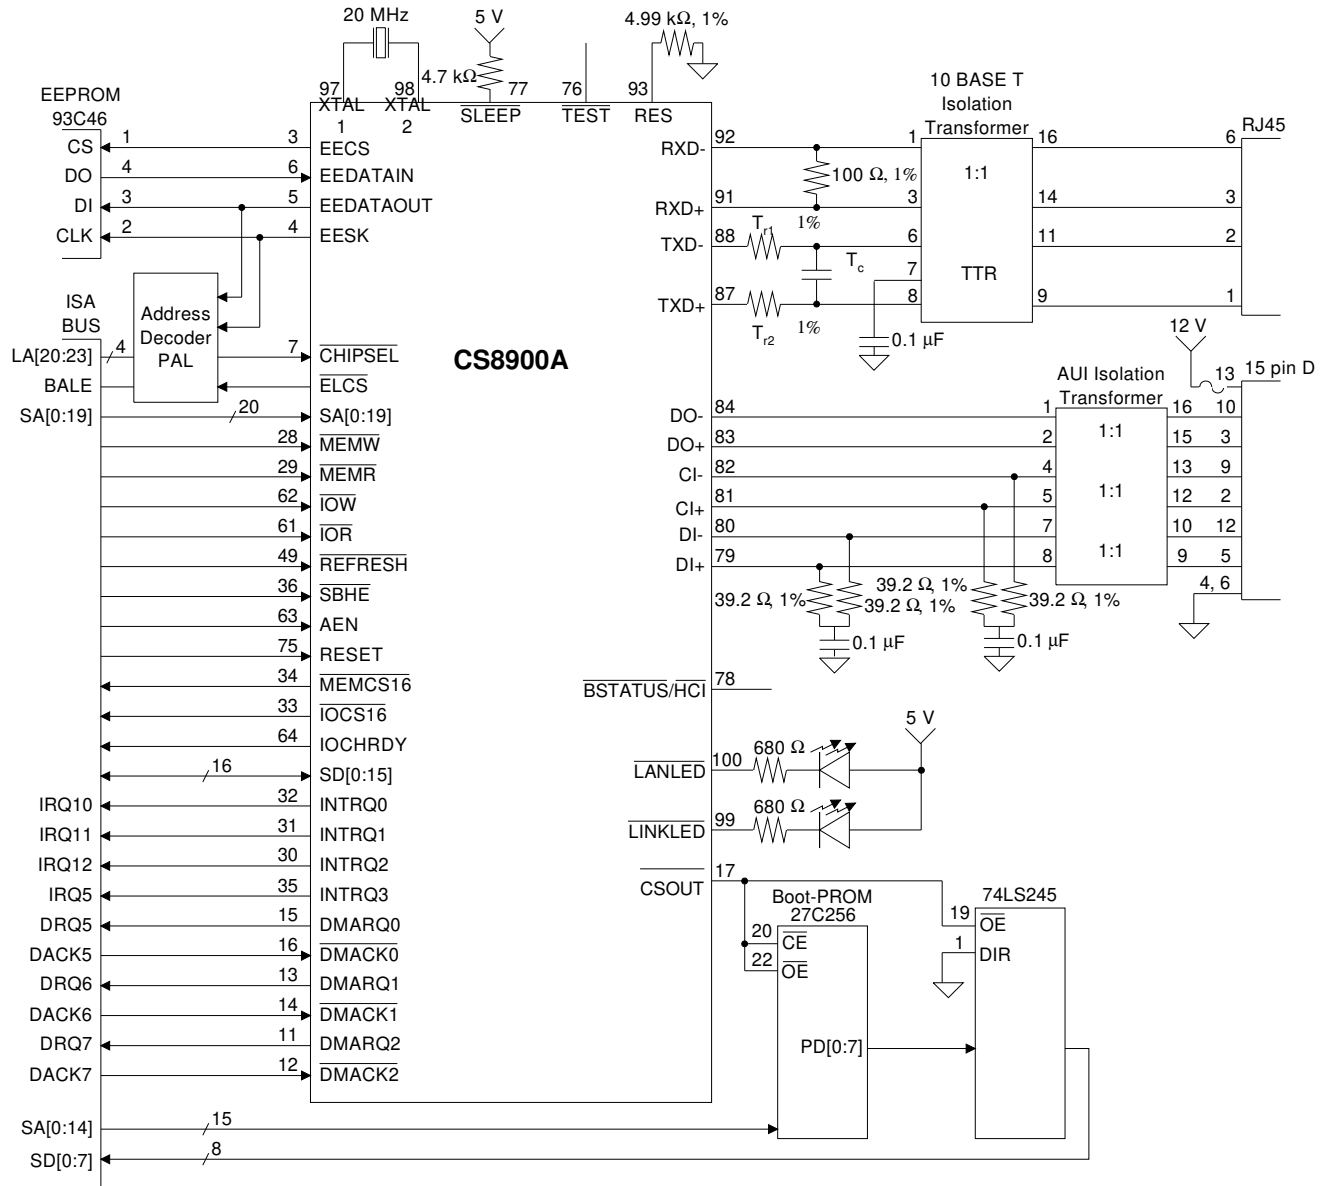 20 MHz
5 V
4.99 kΩ, 1%
4.7 kΩ
97
98
77
76
93
XTAL
1
XTAL
2
SLEEP
TEST
RES
EEPROM
93C46
CS 1 3 EECS
DO 4 6 EEDATAIN
DI 3 5 EEDATAOUT
CLK 2 4 EESK
ISA
BUS
Address
Decoder
PAL
LA[20:23] 4 7 CHIPSEL
BALE ELCS
SA[0:19] 20 SA[0:19]
28 MEMW
29 MEMR
62 IOW
61 IOR
49 REFRESH
36 SBHE
63 AEN
75 RESET
34 MEMCS16
33 IOCS16
64 IOCHRDY
16 SD[0:15]
IRQ10 32 INTRQ0
IRQ11 31 INTRQ1
IRQ12 30 INTRQ2
IRQ5 35 INTRQ3
DRQ5 15 DMARQ0
DACK5 16 DMACK0
DRQ6 13 DMARQ1
DACK6 14 DMACK1
DRQ7 11 DMARQ2
DACK7 12 DMACK2
SA[0:14] 15
SD[0:7] 8
CS8900A
10 BASE T
Isolation
Transformer
RJ45
RXD- 92 1 16 6
100 Ω, 1%
1:1
RXD+ 91 3 14 3
Tr1 1%
TXD- 88 6 11 2
Tc
7
TTR
TXD+ 87 8 9 1
Tr2 1%
0.1 µF
12 V
13
15 pin D
AUI Isolation
Transformer
DO- 84 1 16 10
1:1
DO+ 83 2 15 3
CI- 82 4 13 9
1:1
CI+ 81 5 12 2
DI- 80 7 10 12
1:1
DI+ 79 8 9 5
4, 6
39.2 Ω, 1%
39.2 Ω, 1%
39.2 Ω, 1%
39.2 Ω, 1%
0.1 µF
0.1 µF
BSTATUS/HCI 78
5 V
LANLED 100 680 Ω
LINKLED 99 680 Ω
CSOUT 17
Boot-PROM
27C256
20 CE
22 OE
PD[0:7]
74LS245
19 OE
1 DIR